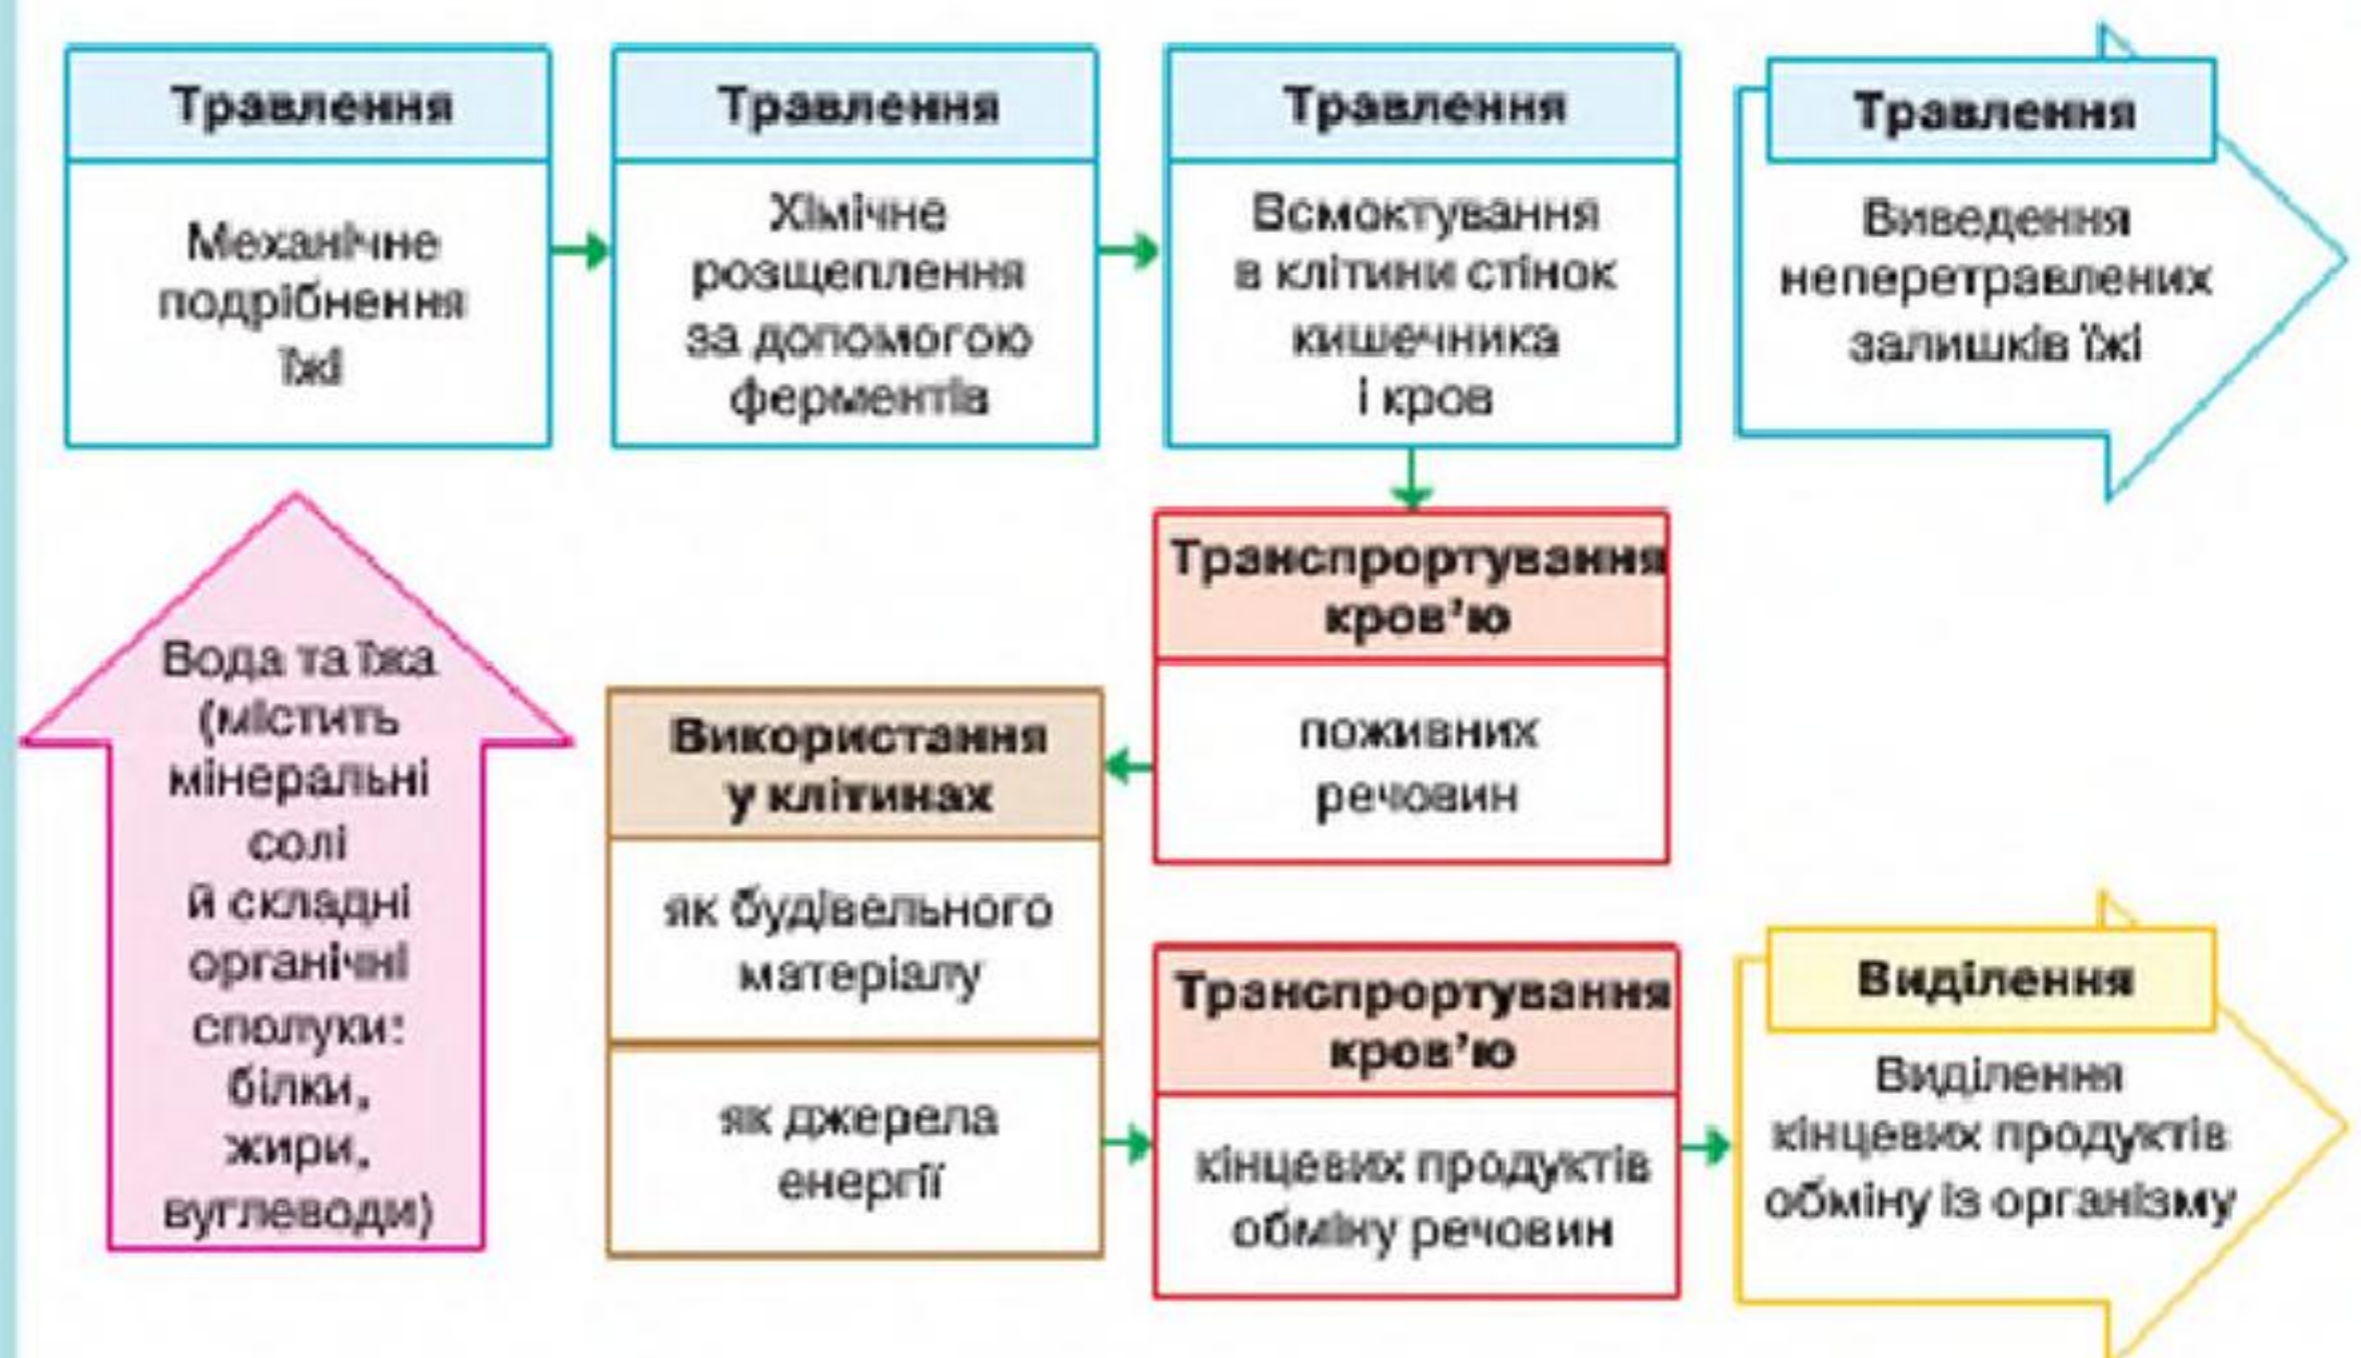 Травлення
Механічне
подрібнення
їжі
Травлення
Хімічне
розщеплення
за допомогою
ферментів
Травлення
Всмоктування
в клітини стінок
кишечника
і кров
Травлення
Виведення
неперетравлених
залишків їжі
Вода та їжа
(містить
мінеральні
солі
й складні
органічні
сполуки:
білки,
жири,
вуглеводи)
Транспрортування
кров’ю
поживних
речовин
Використання
у клітинах
як будівельного
матеріалу
як джерела
енергії
Транспрортування
кров’ю
кінцевих продуктів
обміну речовин
Виділення
Виділення
кінцевих продуктів
обміну із організму